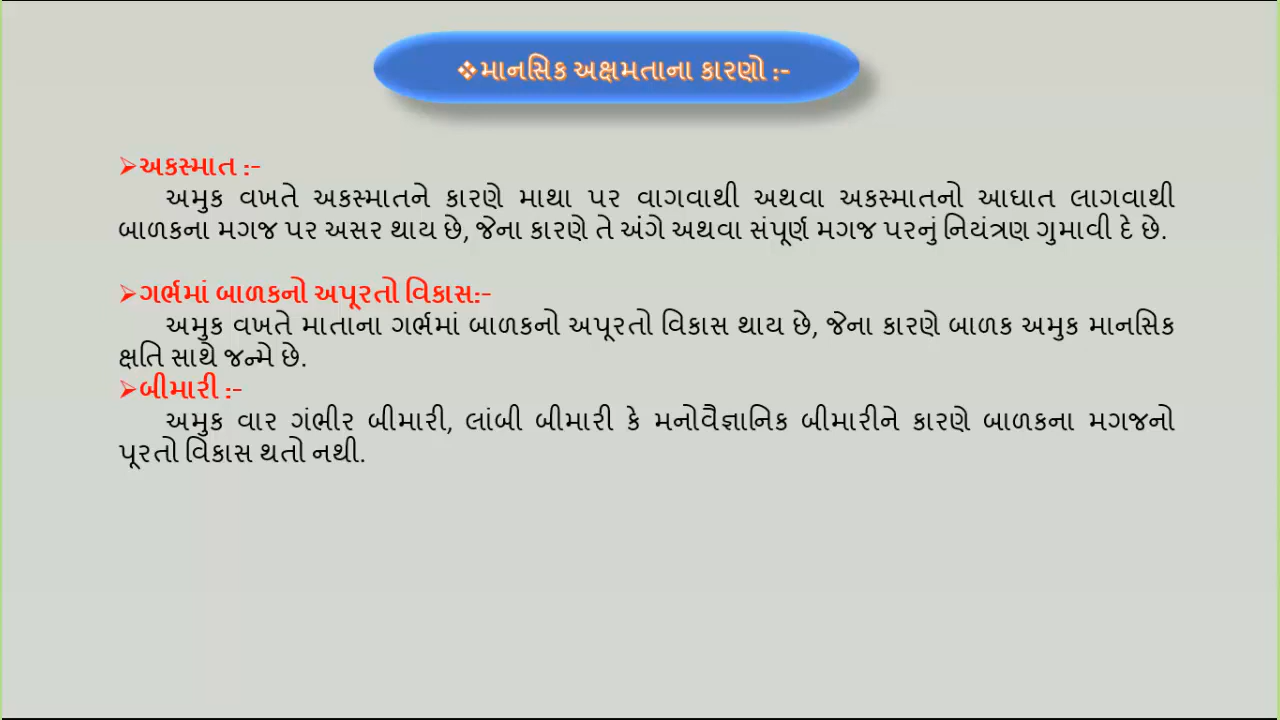 ❖માનસિક અક્ષમતાના કારણો :-
➢અકસ્માત :-
અમુક વખતે અકસ્માતને કારણે માથા પર વાગવાથી અથવા અકસ્માતનો આઘાત લાગવાથી
બાળકના મગજ પર અસર થાય છે, જેના કારણે તે અંગે અથવા સંપૂર્ણ મગજ પરનું નિયંત્રણ ગુમાવી દે છે.
➢ગર્ભમાં બાળકનો અપૂરતો વિકાસ:-
અમુક વખતે માતાના ગર્ભમાં બાળકનો અપૂરતો વિકાસ થાય છે, જેના કારણે બાળક અમુક માનસિક
ક્ષતિ સાથે જન્મે છે.
➢બીમારી :-
અમુક વાર ગંભીર બીમારી, લાંબી બીમારી કે મનોવૈજ્ઞાનિક બીમારીને કારણે બાળકના મગજનો
પૂરતો વિકાસ થતો નથી.